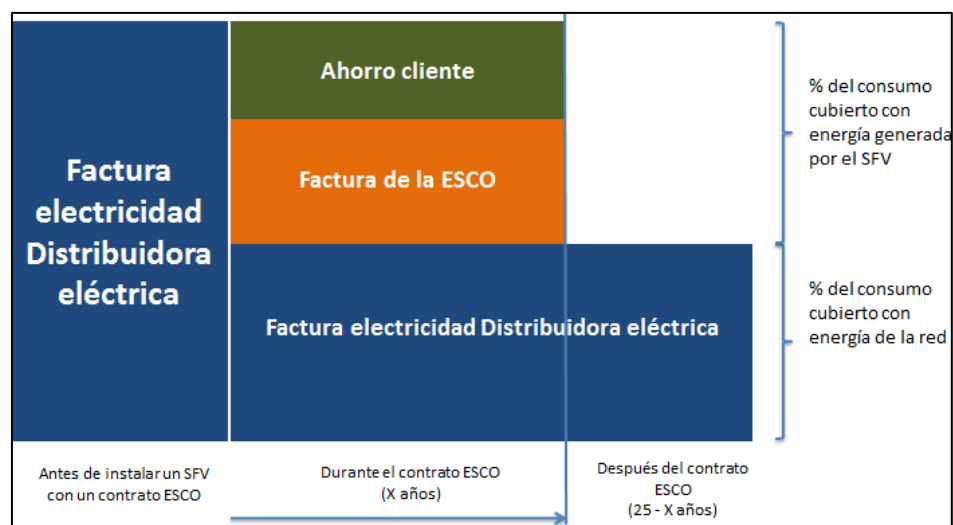 Factura
electricidad
Distribuidora
eléctrica
Ahorro cliente
Factura de la ESCO
Factura electricidad Distribuidora eléctrica
% del consumo
cubierto con
energía generada
por el SFV
% del consumo
cubierto con
energía de la red
Antes de instalar un SFV
con un contrato ESCO
Durante el contrato ESCO
(X años)
Después del contrato
ESCO
(25 - X años)